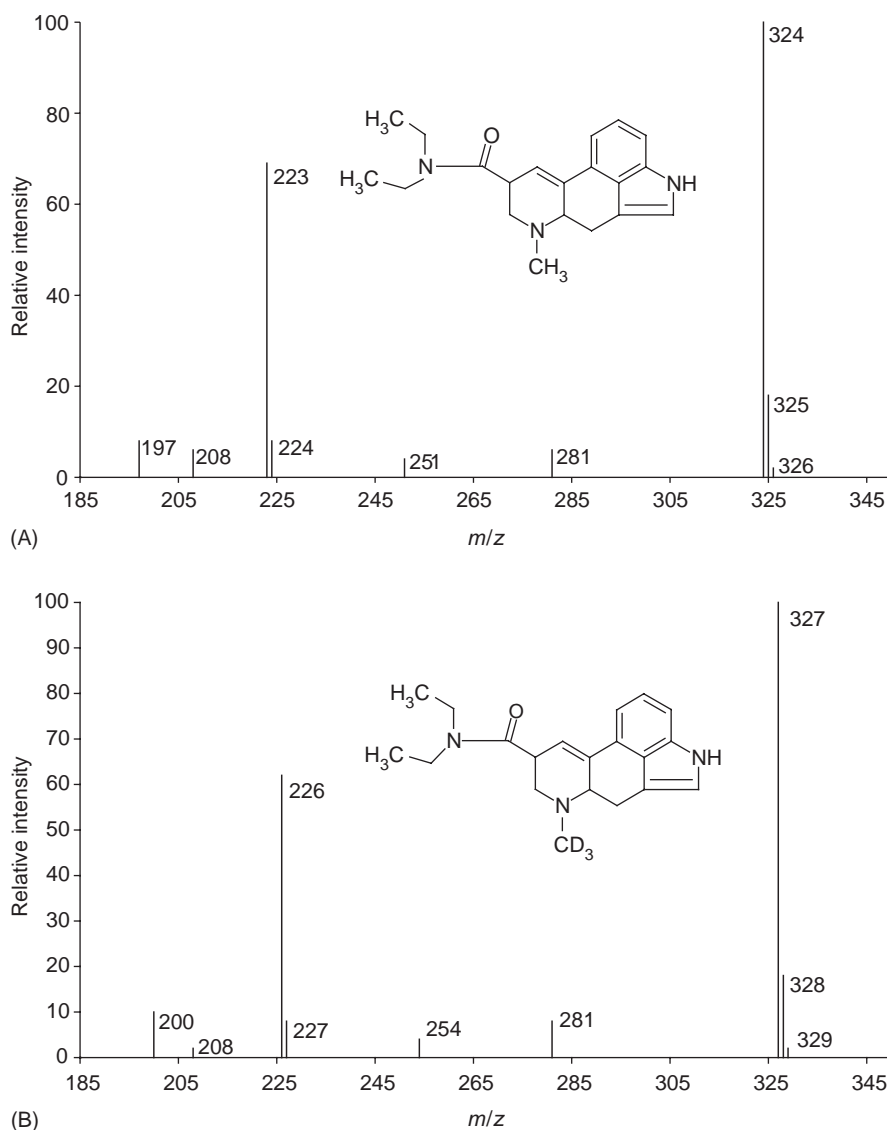 100
80
60
40
20
0
Relative intensity
324
223
325
326
197
208
224
251
281
H3C
H3C
N
O
NH
N
CH3
185 205 225 245 265 285 305 325 345
(A)
m/z
100
90
80
70
60
50
40
30
20
10
0
Relative intensity
327
226
328
329
200
208
227
254
281
H3C
H3C
N
O
NH
N
CD3
185 205 225 245 265 285 305 325 345
(B)
m/z